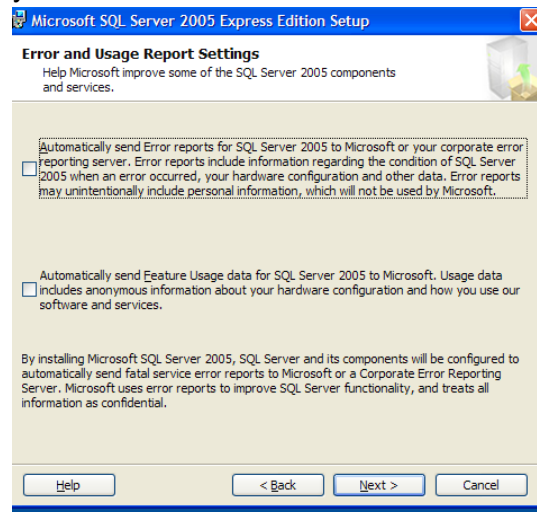 Microsoft SQL Server 2005 Express Edition Setup
Error and Usage Report Settings
Help Microsoft improve some of the SQL Server 2005 components
and services.
Automatically send Error reports for SQL Server 2005 to Microsoft or your corporate error
reporting server. Error reports include information regarding the condition of SQL Server
2005 when an error occurred, your hardware configuration and other data. Error reports
may unintentionally include personal information, which will not be used by Microsoft.
Automatically send Feature Usage data for SQL Server 2005 to Microsoft. Usage data
includes anonymous information about your hardware configuration and how you use our
software and services.
By installing Microsoft SQL Server 2005, SQL Server and its components will be configured to
automatically send fatal service error reports to Microsoft or a Corporate Error Reporting
Server. Microsoft uses error reports to improve SQL Server functionality, and treats all
information as confidential.
Help < Back Next > Cancel